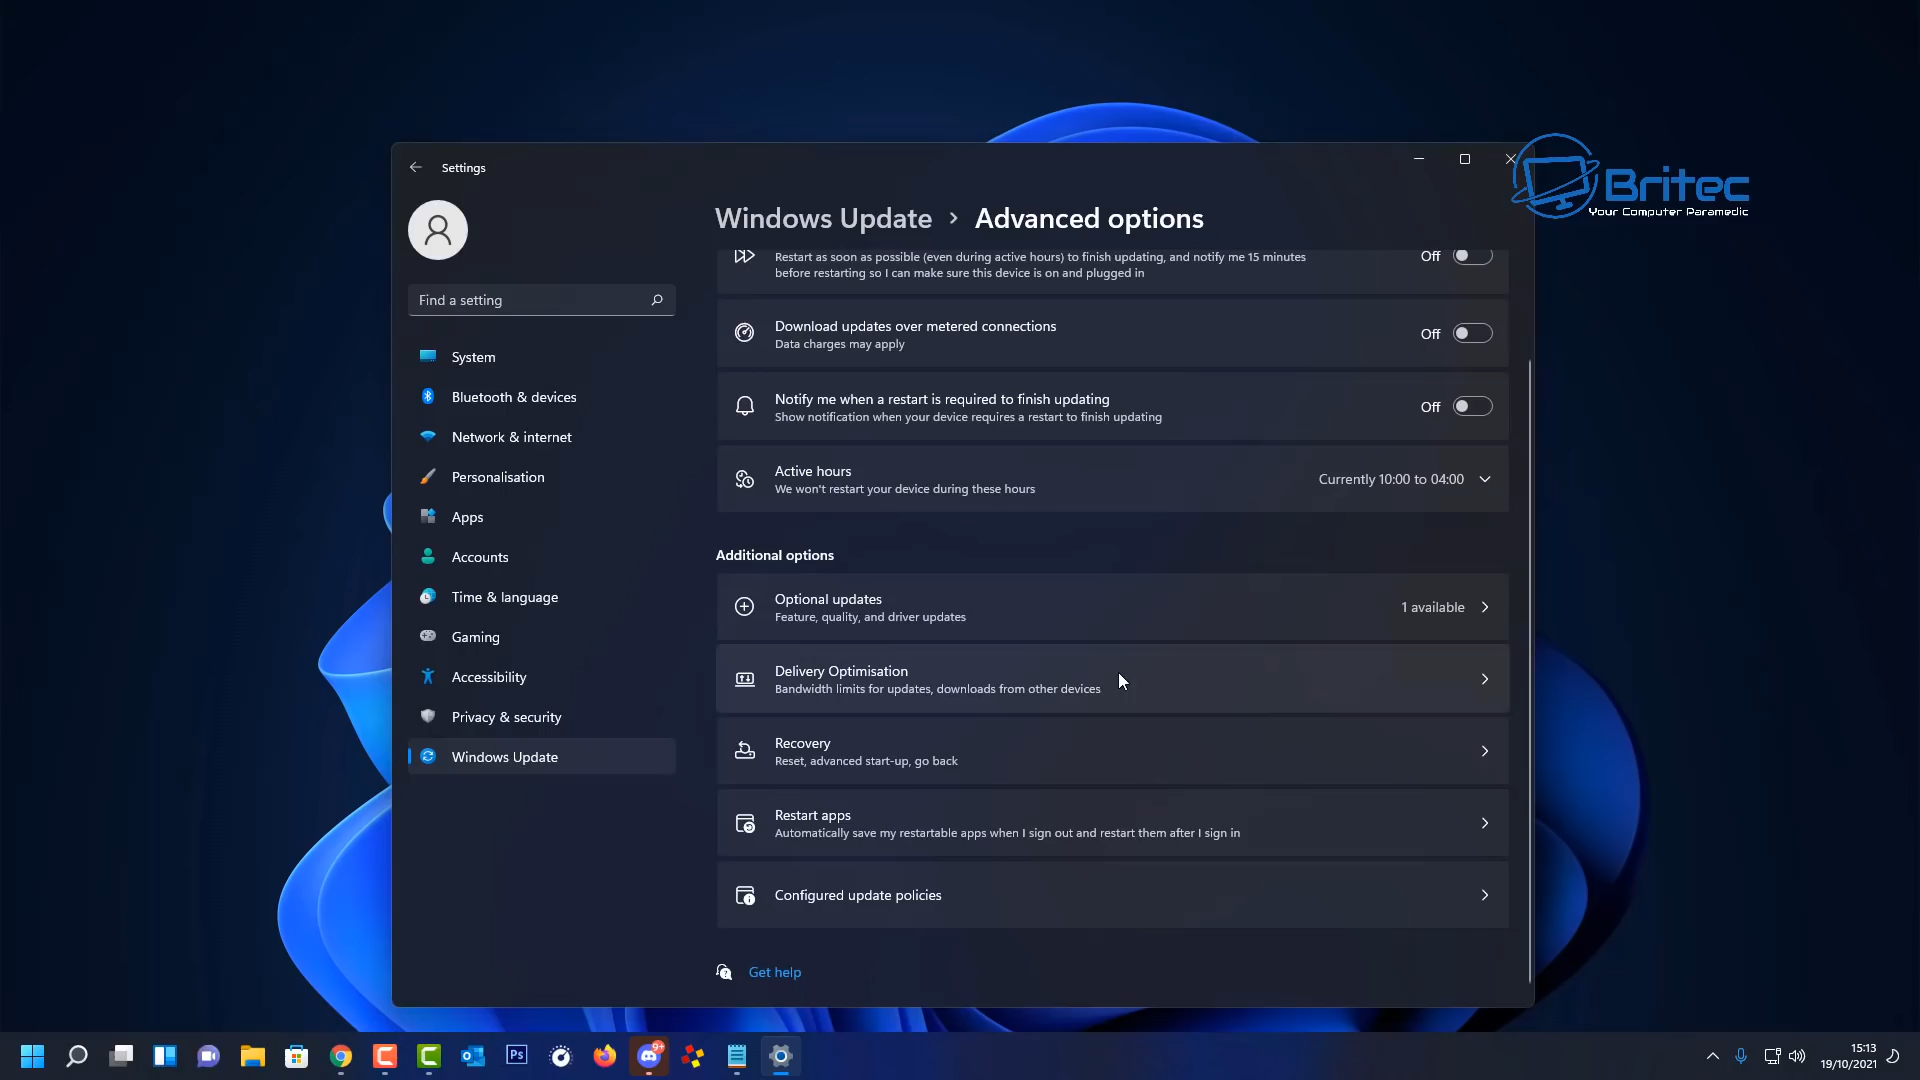 Settings
Britec
Your Computer Paramedic
Windows Update > Advanced options
Find a setting
System
Bluetooth & devices
Network & internet
Personalisation
Apps
Accounts
Time & language
Gaming
Accessibility
Privacy & security
Windows Update
Restart as soon as possible (even during active hours) to finish updating, and notify me 15 minutes
before restarting so I can make sure this device is on and plugged in
Off
Download updates over metered connections
Data charges may apply
Off
Notify me when a restart is required to finish updating
Show notification when your device requires a restart to finish updating
Off
Active hours
We won't restart your device during these hours
Currently 10:00 to 04:00
Additional options
Optional updates
Feature, quality, and driver updates
1 available
Delivery Optimisation
Bandwidth limits for updates, downloads from other devices
Recovery
Reset, advanced start-up, go back
Restart apps
Automatically save my restartable apps when I sign out and restart them after I sign in
Configured update policies
Get help
Ps
9+
15:13
19/10/2021